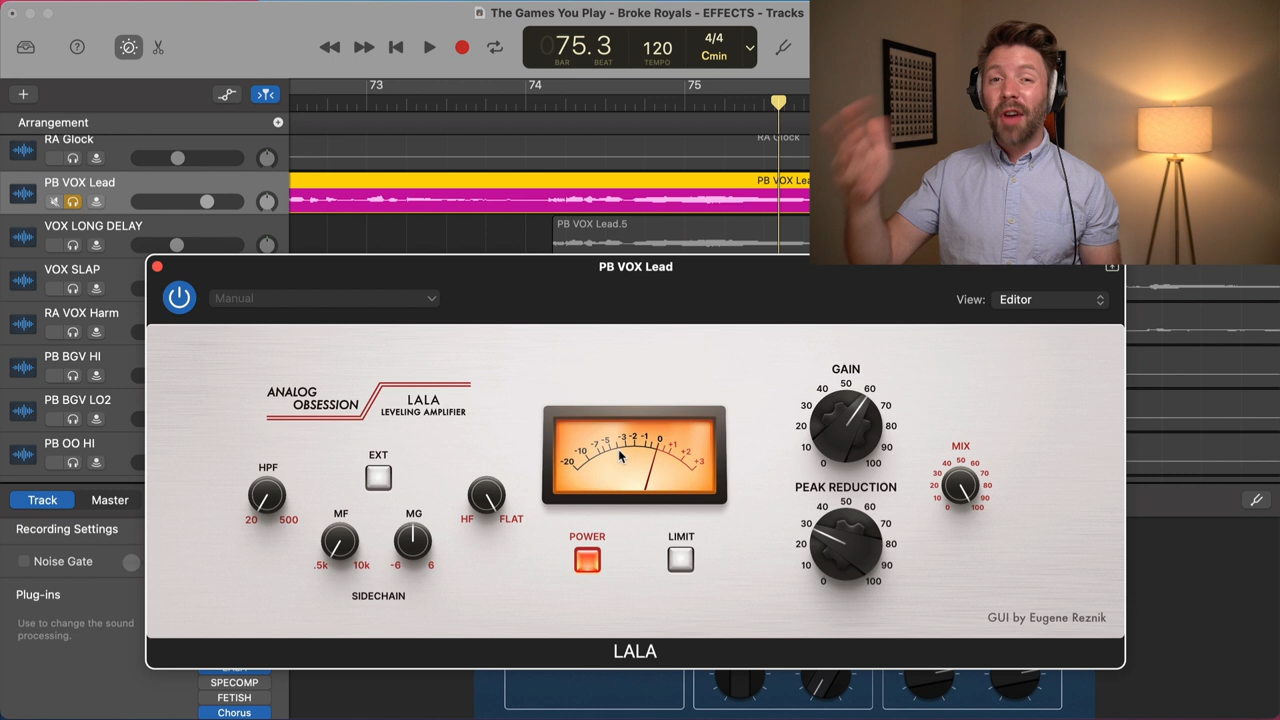 The Games You Play - Broke Royals - EFFECTS - Tracks
075.3
BAR BEAT
120
TEMPO
4/4
Cmin
73
74
75
Arrangement
RA Glock
RA Glock
PB VOX Lead
PB VOX Lea
VOX LONG DELAY
PB VOX Lead.5
VOX SLAP
RA VOX Harm
PB BGV HI
PB BGV LO2
PB OO HI
Track
Master
Recording Settings
Noise Gate
Plug-ins
Use to change the sound
processing.
PB VOX Lead
Manual
View:
Editor
ANALOG
OBSESSION
LALA
LEVELING AMPLIFIER
HPF
20 500
EXT
MF
.5k 10k
MG
-6 6
HF FLAT
SIDECHAIN
-20 -10 -7 -5 -3 -2 -1 0 +1 +2 +3
POWER
LIMIT
GAIN
0 10 20 30 40 50 60 70 80 90 100
PEAK REDUCTION
0 10 20 30 40 50 60 70 80 90 100
MIX
0 10 20 30 40 50 60 70 80 90 100
GUI by Eugene Reznik
LALA
SPECOMP
FETISH
Chorus